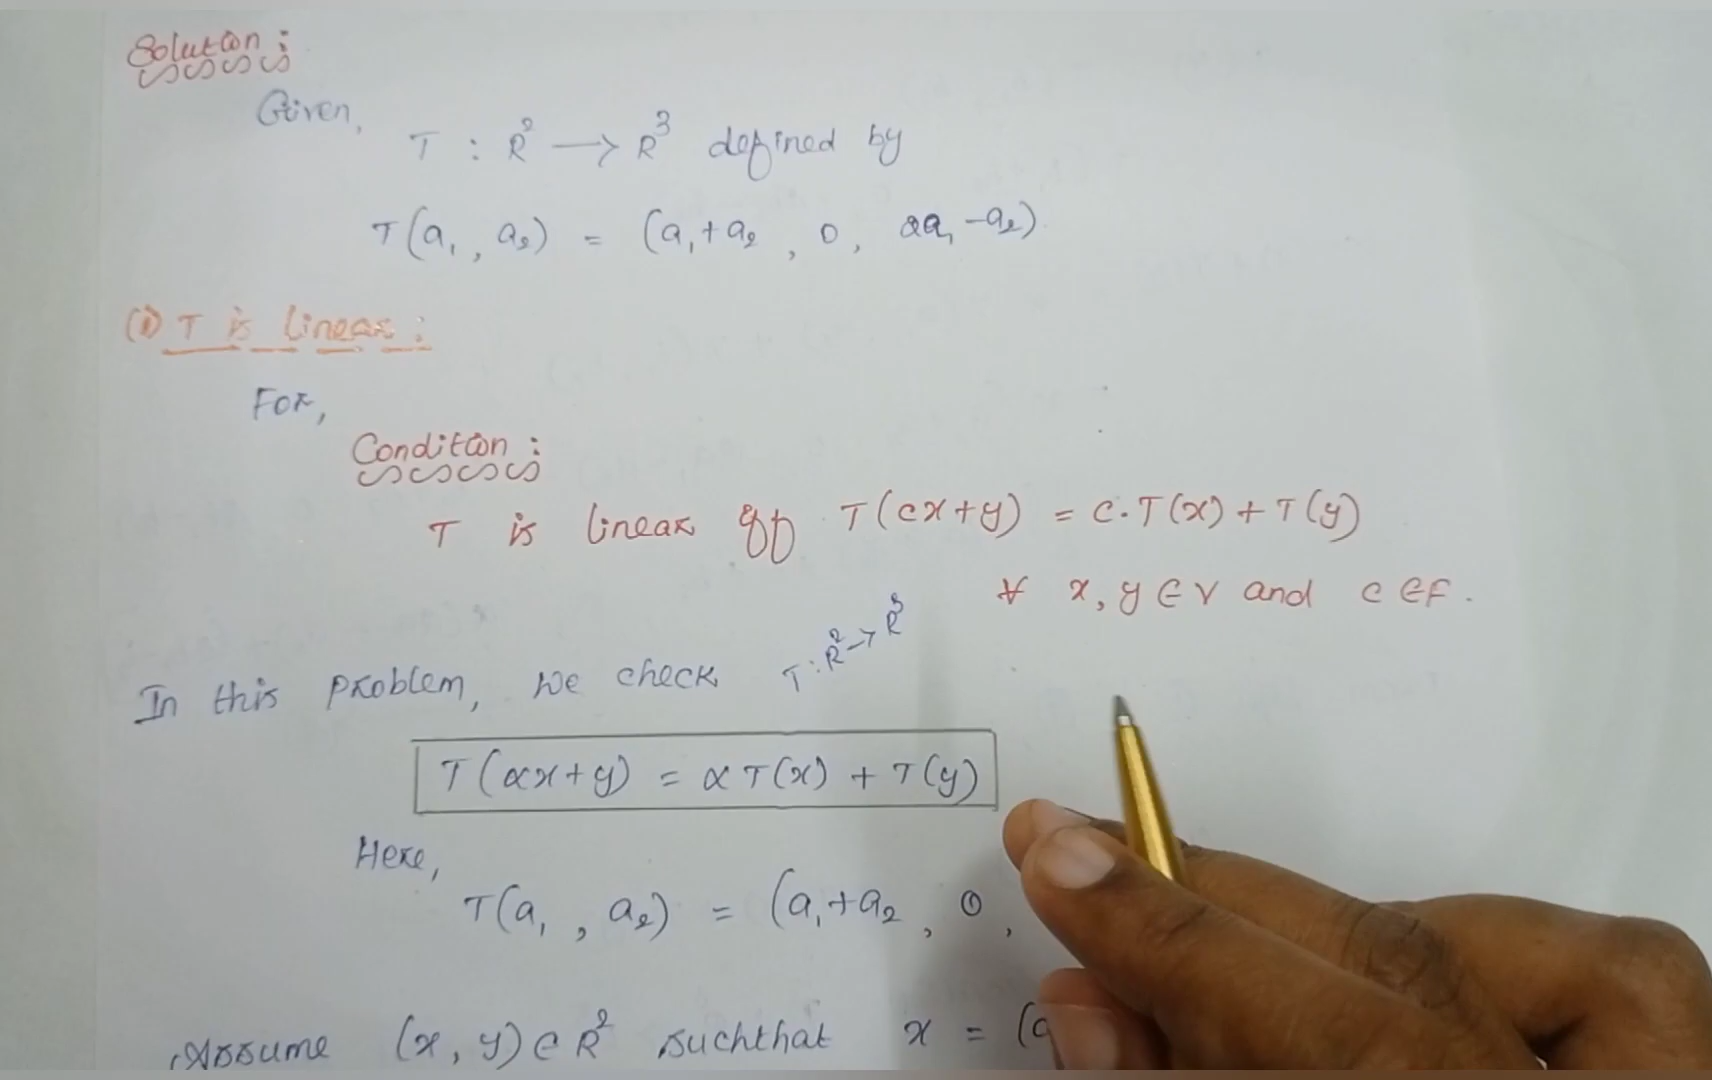 Solution:
Given,
T : R² → R³ defined by
T(a₁, a₂) = (a₁+a₂, 0, 2a₁-a₂)
(i) T is linear:
For,
Condition:
T is linear iff T(cx+y) = c.T(x)+T(y)
∀ x, y ∈ V and c ∈ F.
In this problem, we check T: R² → R³
T(αx+y) = αT(x) + T(y)
Here,
T(a₁, a₂) = (a₁+a₂, 0,
Assume (x, y) ∈ R² suchthat x = (